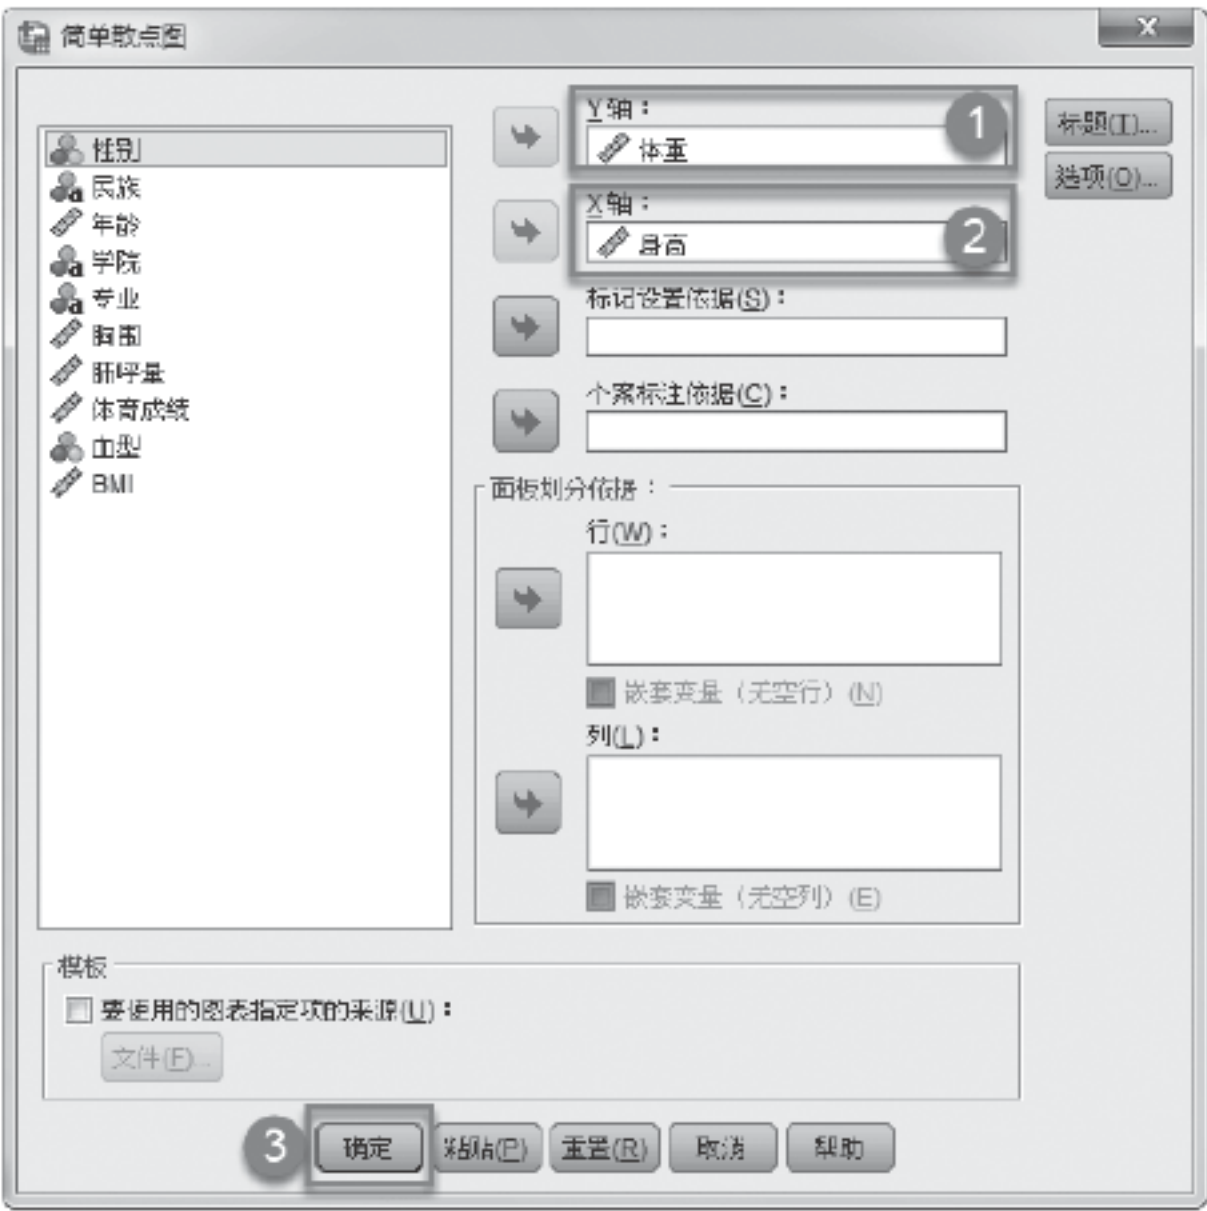 简单散点图
性别
民族
年龄
学院
专业
胸围
肺呼量
体育成绩
血型
BMI
Y轴：
体重
1
X轴：
身高
2
标题(T)...
选项(O)...
标记设置依据(S)：
个案标注依据(C)：
面板划分依据：
行(W)：
嵌套变量（无空行）(N)
列(L)：
嵌套变量（无空列）(E)
模板
要使用的图表指定项的来源(U)：
文件(F)...
3
确定
粘贴(P)
重置(R)
取消
帮助